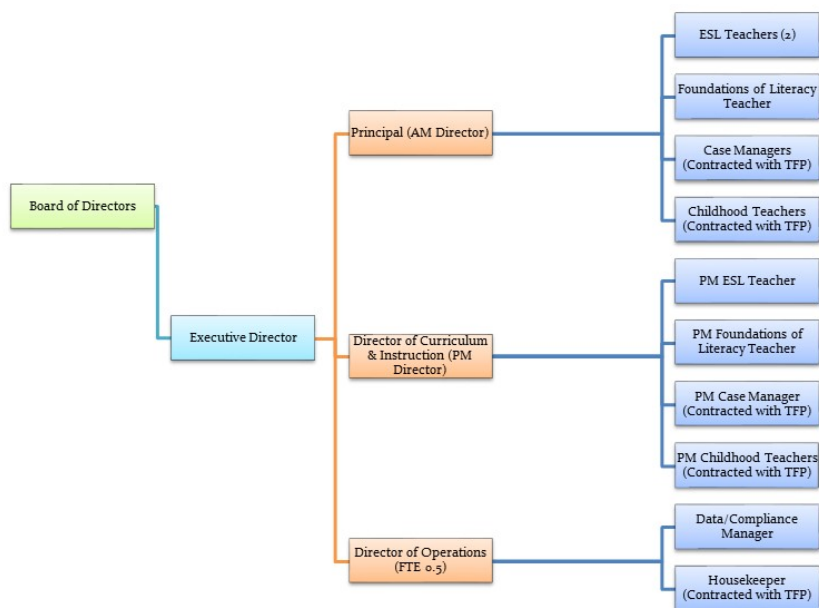 Board of Directors
Executive Director
Principal (AM Director)
ESL Teachers (2)
Foundations of Literacy
Teacher
Case Managers
(Contracted with TFP)
Childhood Teachers
(Contracted with TFP)
Director of Curriculum
& Instruction (PM
Director)
PM ESL Teacher
PM Foundations of
Literacy Teacher
PM Case Manager
(Contracted with TFP)
PM Childhood Teachers
(Contracted with TFP)
Director of Operations
(FTE 0.5)
Data/Compliance
Manager
Housekeeper
(Contracted with TFP)